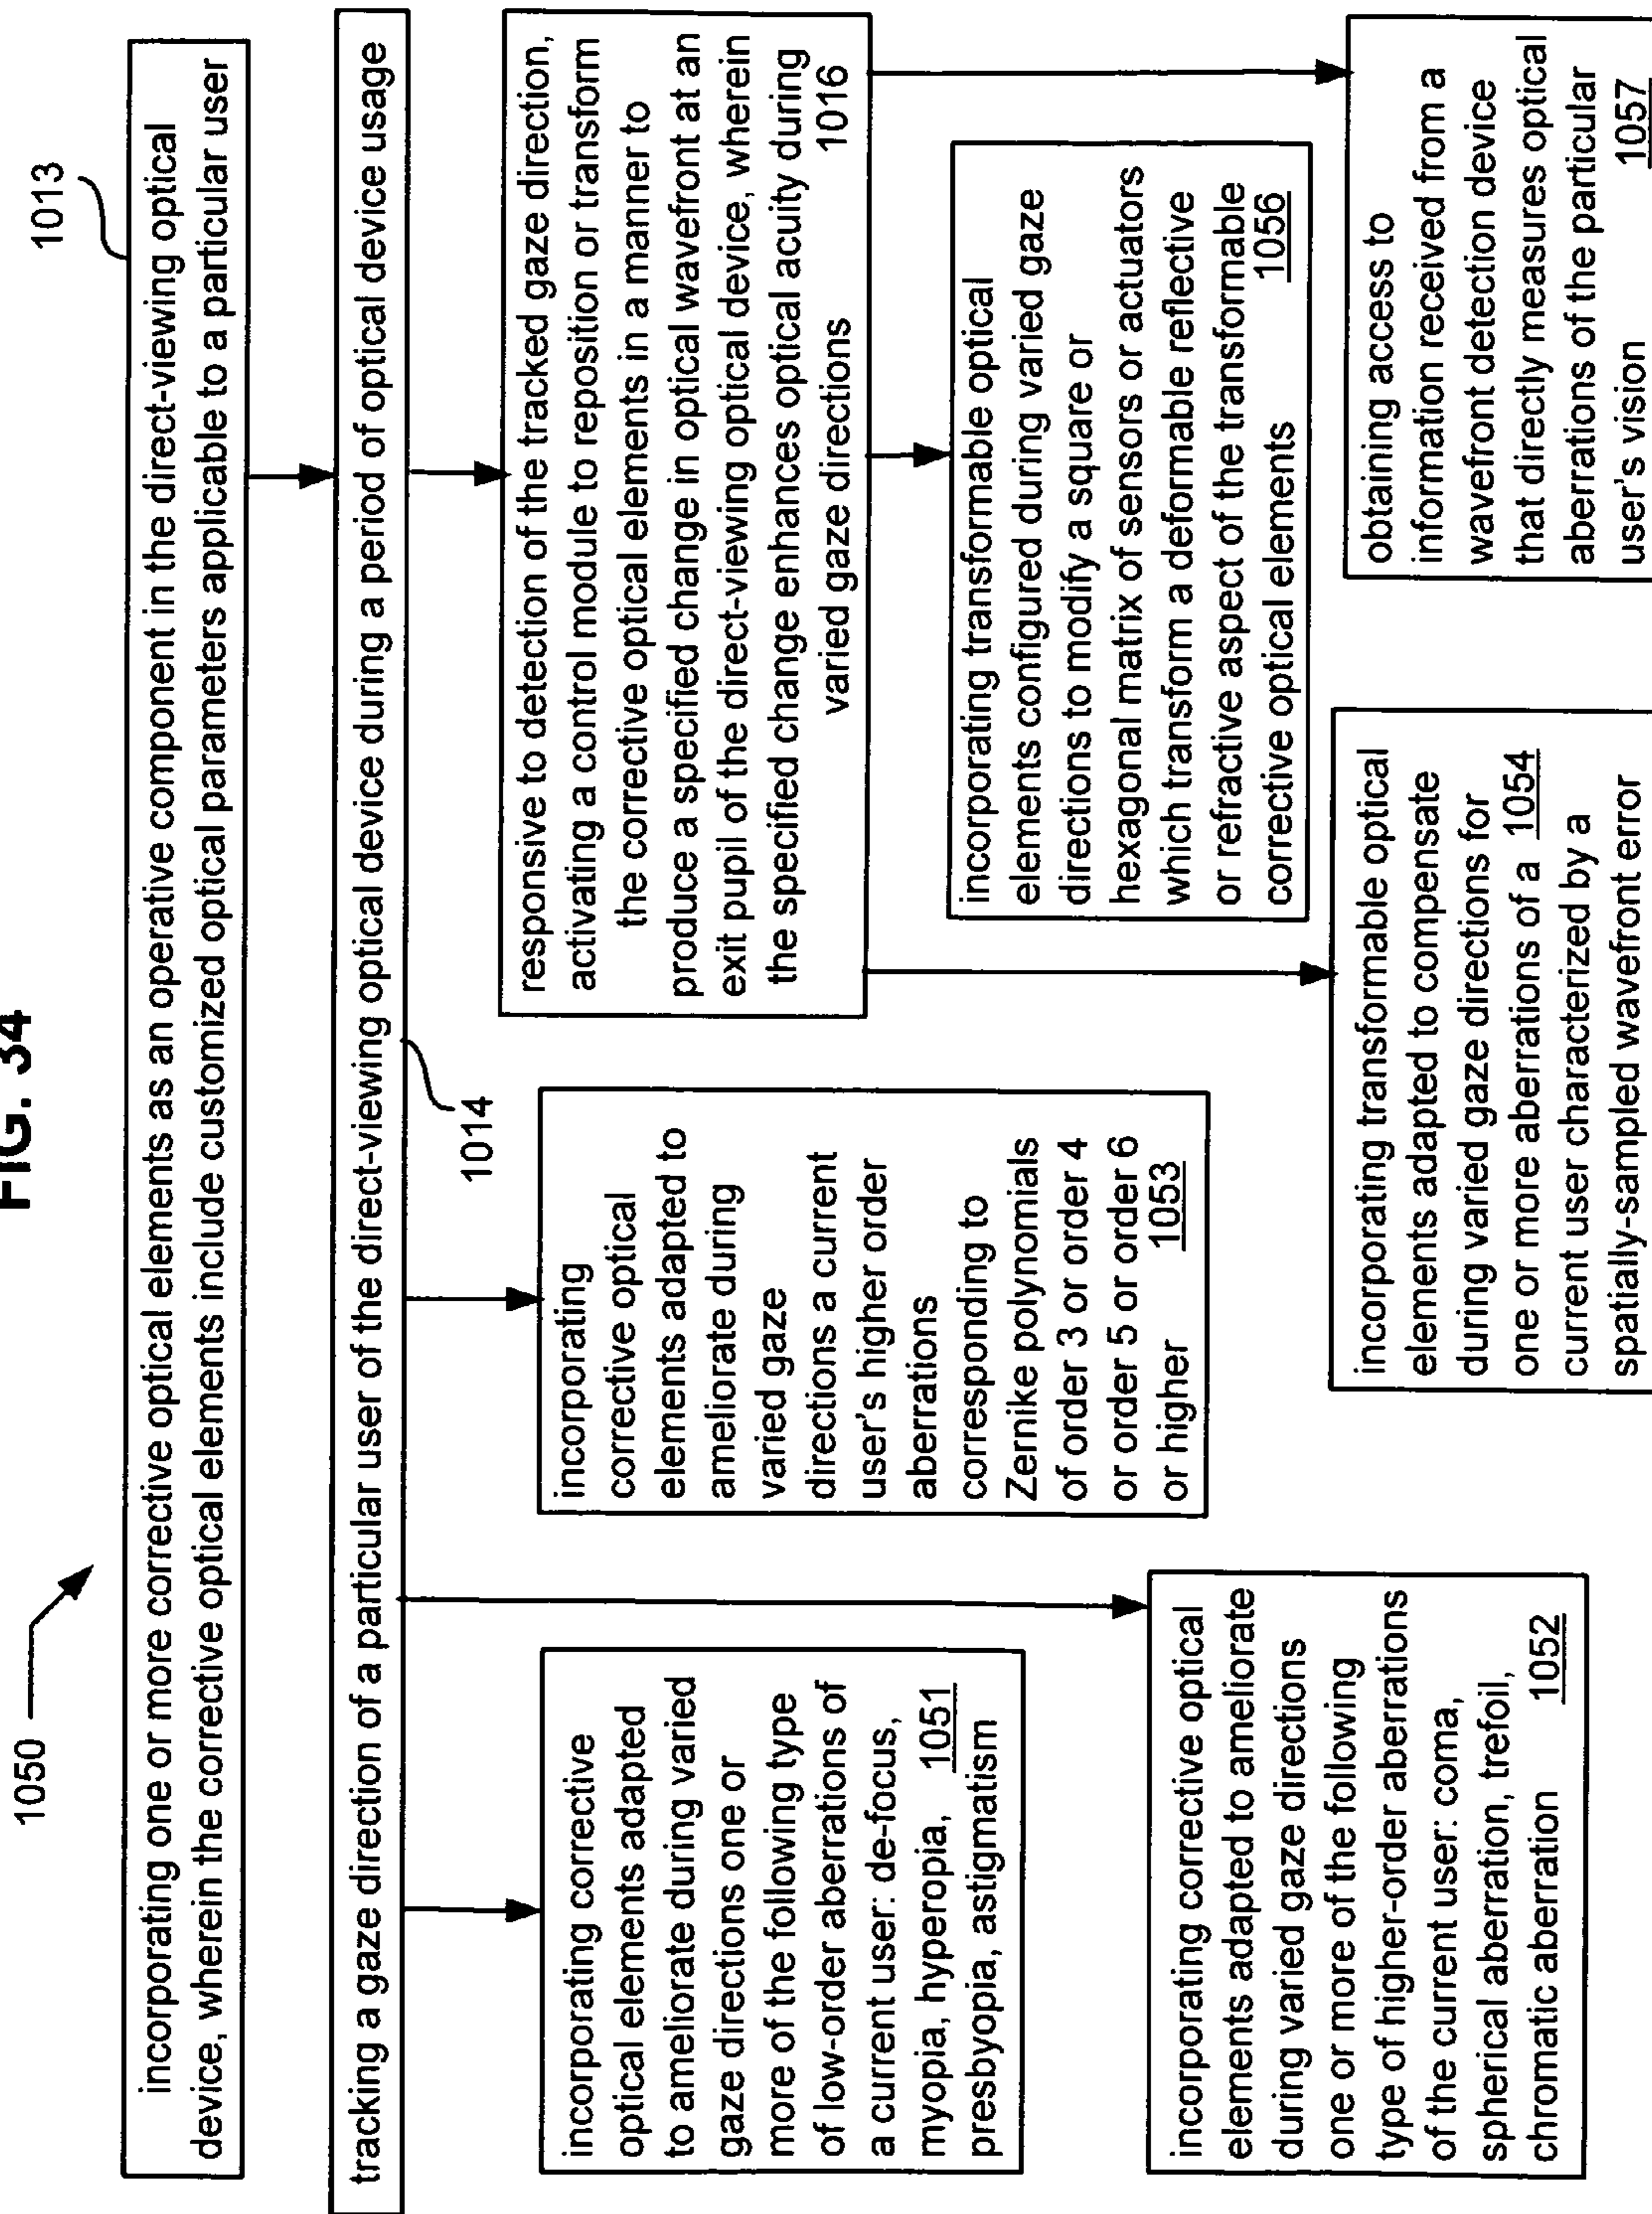 FIG. 34
1050
1013
incorporating one or more corrective optical elements as an operative component in the direct-viewing optical
device, wherein the corrective optical elements include customized optical parameters applicable to a particular user
tracking a gaze direction of a particular user of the direct-viewing optical device during a period of optical device usage
1014
incorporating corrective
optical elements adapted
to ameliorate during varied
gaze directions one or
more of the following type
of low-order aberrations of
a current user: de-focus,
myopia, hyperopia, 1051
presbyopia, astigmatism
incorporating
corrective optical
elements adapted to
ameliorate during
varied gaze
directions a current
user's higher order
aberrations
corresponding to
Zernike polynomials
of order 3 or order 4
or order 5 or order 6
or higher 1053
responsive to detection of the tracked gaze direction,
activating a control module to reposition or transform
the corrective optical elements in a manner to
produce a specified change in optical wavefront at an
exit pupil of the direct-viewing optical device, wherein
the specified change enhances optical acuity during
varied gaze directions 1016
incorporating corrective optical
elements adapted to ameliorate
during varied gaze directions
one or more of the following
type of higher-order aberrations
of the current user: coma,
spherical aberration, trefoil,
chromatic aberration 1052
incorporating transformable optical
elements configured during varied gaze
directions to modify a square or
hexagonal matrix of sensors or actuators
which transform a deformable reflective
or refractive aspect of the transformable
corrective optical elements 1056
incorporating transformable optical
elements adapted to compensate
during varied gaze directions for
one or more aberrations of a 1054
current user characterized by a
spatially-sampled wavefront error
obtaining access to
information received from a
wavefront detection device
that directly measures optical
aberrations of the particular
user's vision 1057